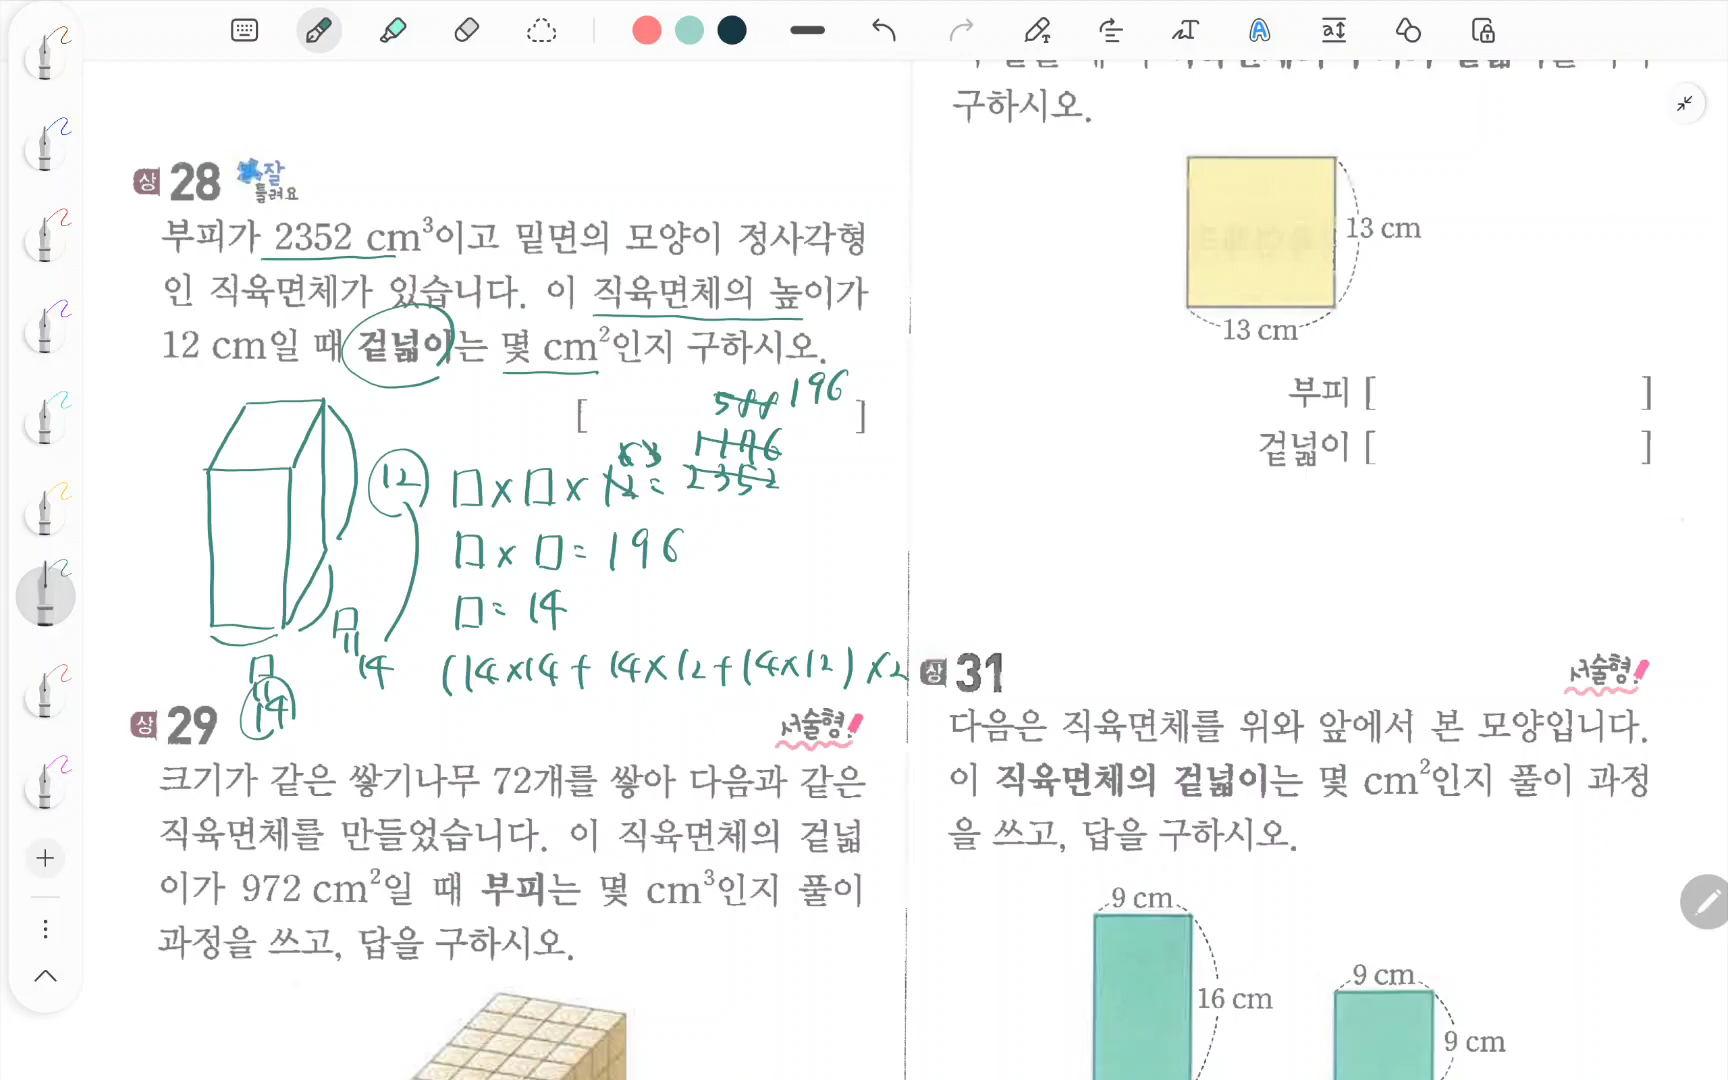 상 28 잘 틀려요
부피가 2352 cm³이고 밑면의 모양이 정사각형
인 직육면체가 있습니다. 이 직육면체의 높이가
12 cm일 때 겉넓이는 몇 cm²인지 구하시오.
[ ]
588 196
1176
12
□×□×12= 2352
□×□=196
□=14
□
14
(14×14+14×12+14×12)×2
□
14
상 29 서술형!
크기가 같은 쌓기나무 72개를 쌓아 다음과 같은
직육면체를 만들었습니다. 이 직육면체의 겉넓
이가 972 cm²일 때 부피는 몇 cm³인지 풀이
과정을 쓰고, 답을 구하시오.
구하시오.
13 cm
13 cm
부피 [ ]
겉넓이 [ ]
상 31 서술형!
다음은 직육면체를 위와 앞에서 본 모양입니다.
이 직육면체의 겉넓이는 몇 cm²인지 풀이 과정
을 쓰고, 답을 구하시오.
9 cm
16 cm
9 cm
9 cm